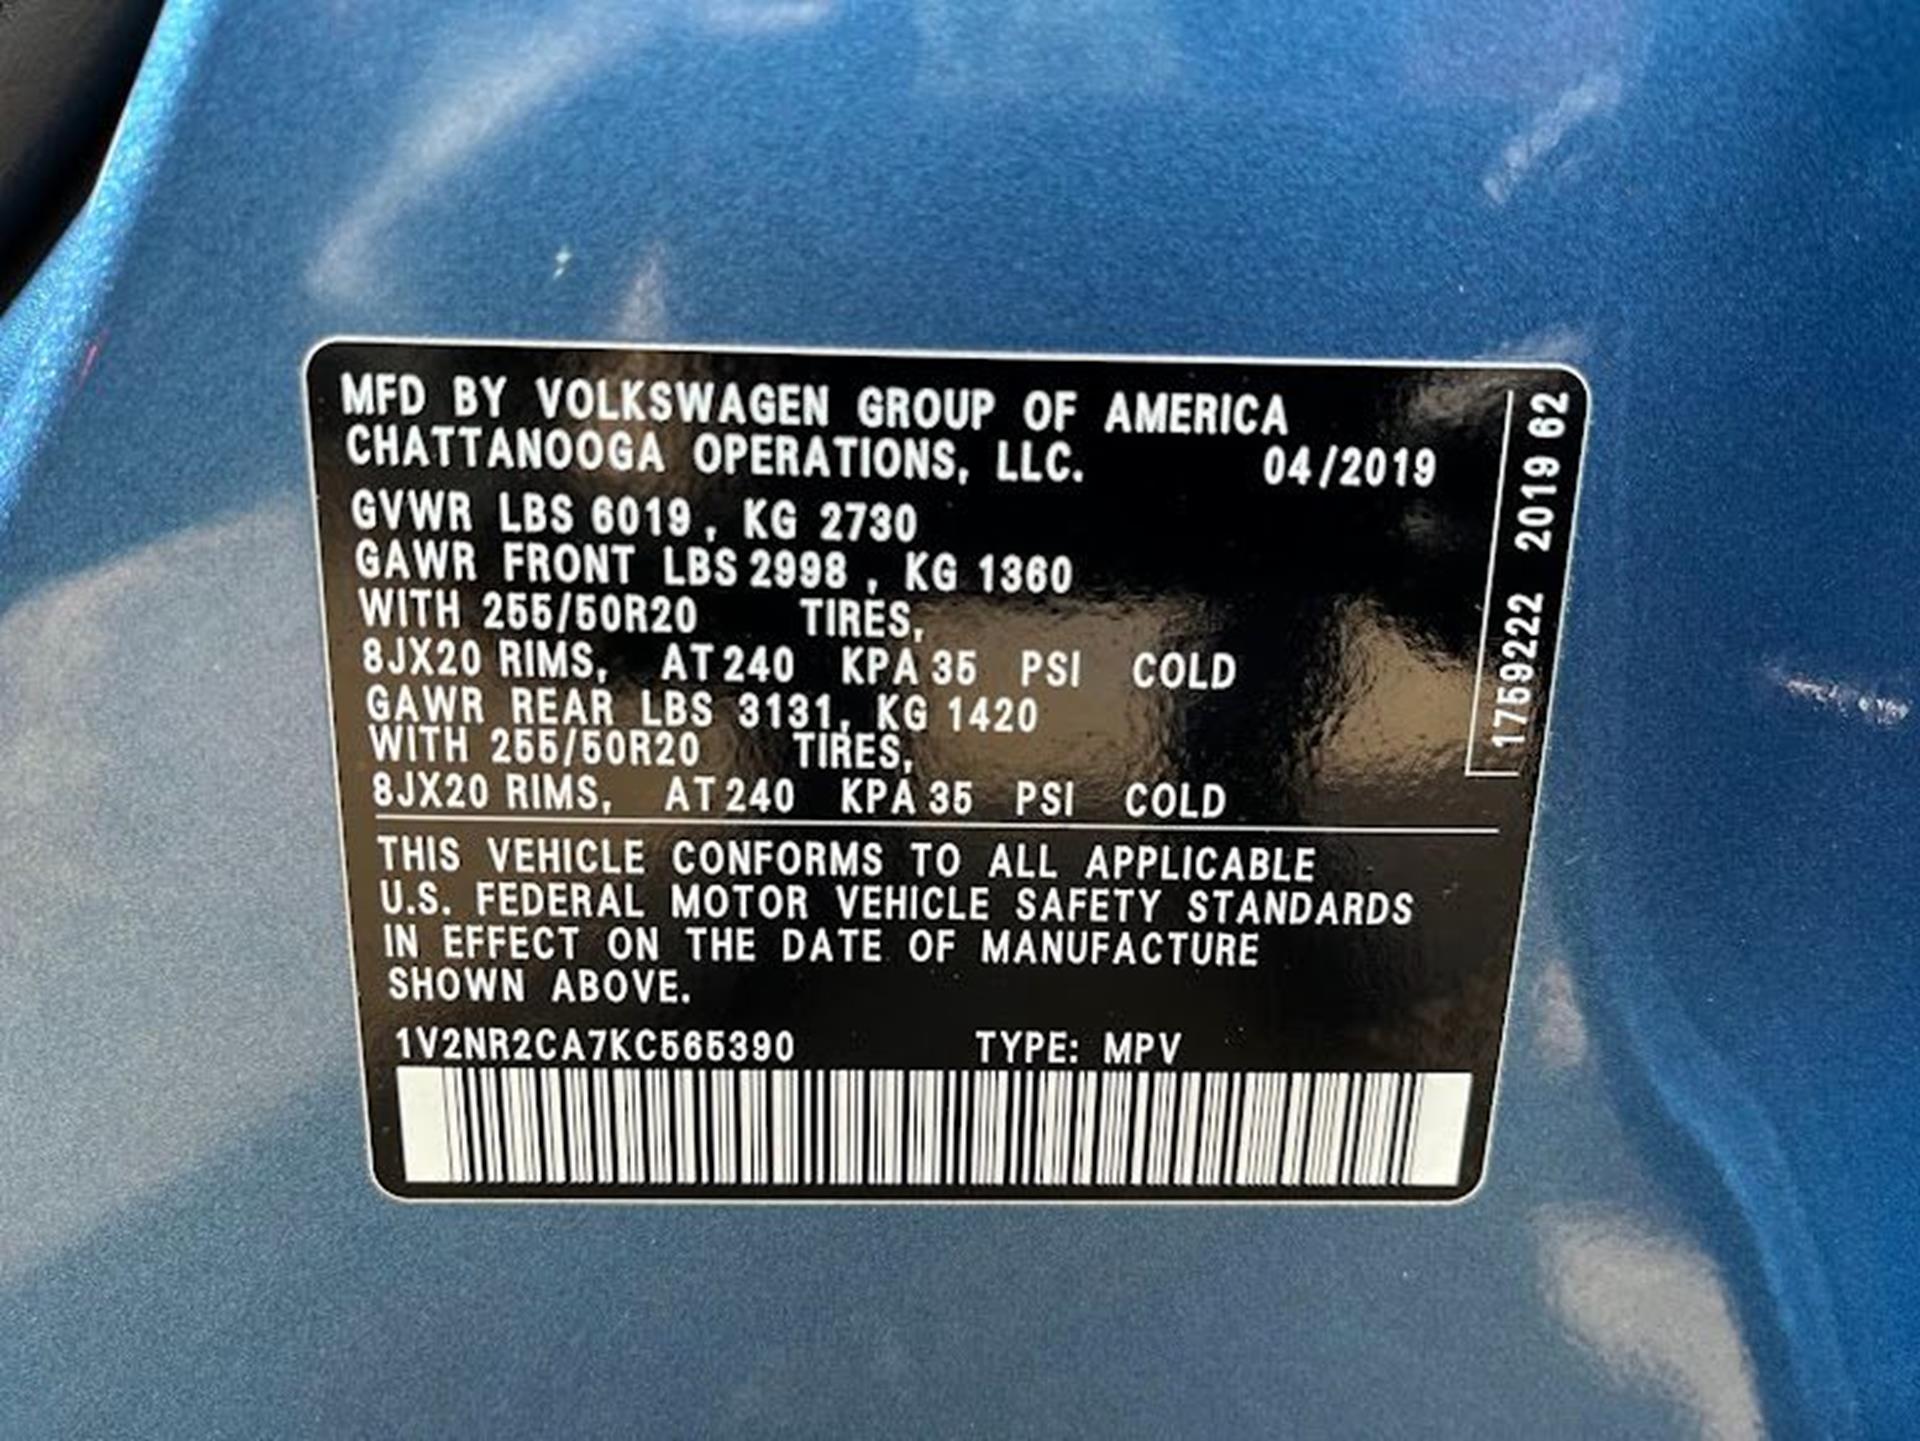 MFD BY VOLKSWAGEN GROUP OF AMERICA
CHATTANOOGA OPERATIONS, LLC. 04/2019
GVWR LBS 6019, KG 2730
GAWR FRONT LBS 2998, KG 1360
WITH 255/50R20 TIRES,
8JX20 RIMS, AT 240 KPA 35 PSI COLD
GAWR REAR LBS 3131, KG 1420
WITH 255/50R20 TIRES,
8JX20 RIMS, AT 240 KPA 35 PSI COLD
THIS VEHICLE CONFORMS TO ALL APPLICABLE
U.S. FEDERAL MOTOR VEHICLE SAFETY STANDARDS
IN EFFECT ON THE DATE OF MANUFACTURE
SHOWN ABOVE.
1V2NR2CA7KC565390 TYPE: MPV
1759222 2019 62